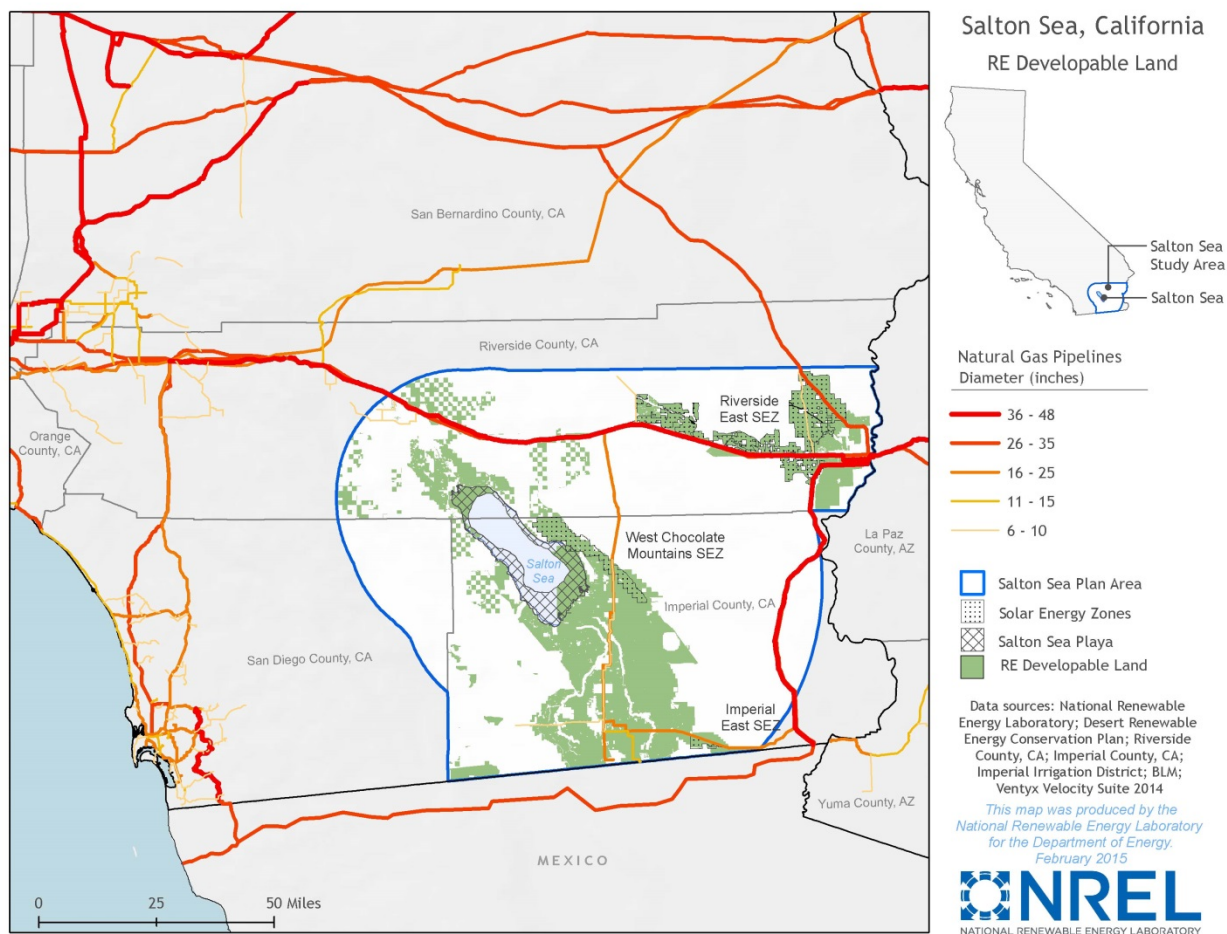 Salton Sea, California
RE Developable Land
Salton Sea
Study Area
Salton Sea
Natural Gas Pipelines
Diameter (inches)
36 - 48
26 - 35
16 - 25
11 - 15
6 - 10
Salton Sea Plan Area
Solar Energy Zones
Salton Sea Playa
RE Developable Land
Data sources: National Renewable
Energy Laboratory; Desert Renewable
Energy Conservation Plan; Riverside
County, CA; Imperial County, CA;
Imperial Irrigation District; BLM;
Ventyx Velocity Suite 2014
This map was produced by the
National Renewable Energy Laboratory
for the Department of Energy.
February 2015
NREL
NATIONAL RENEWABLE ENERGY LABORATORY
San Bernardino County, CA
Riverside County, CA
Orange
County, CA
Riverside
East SEZ
La Paz
County, AZ
West Chocolate
Mountains SEZ
Salton
Sea
Imperial County, CA
San Diego County, CA
Imperial
East SEZ
Yuma County, AZ
MEXICO
0 25 50 Miles